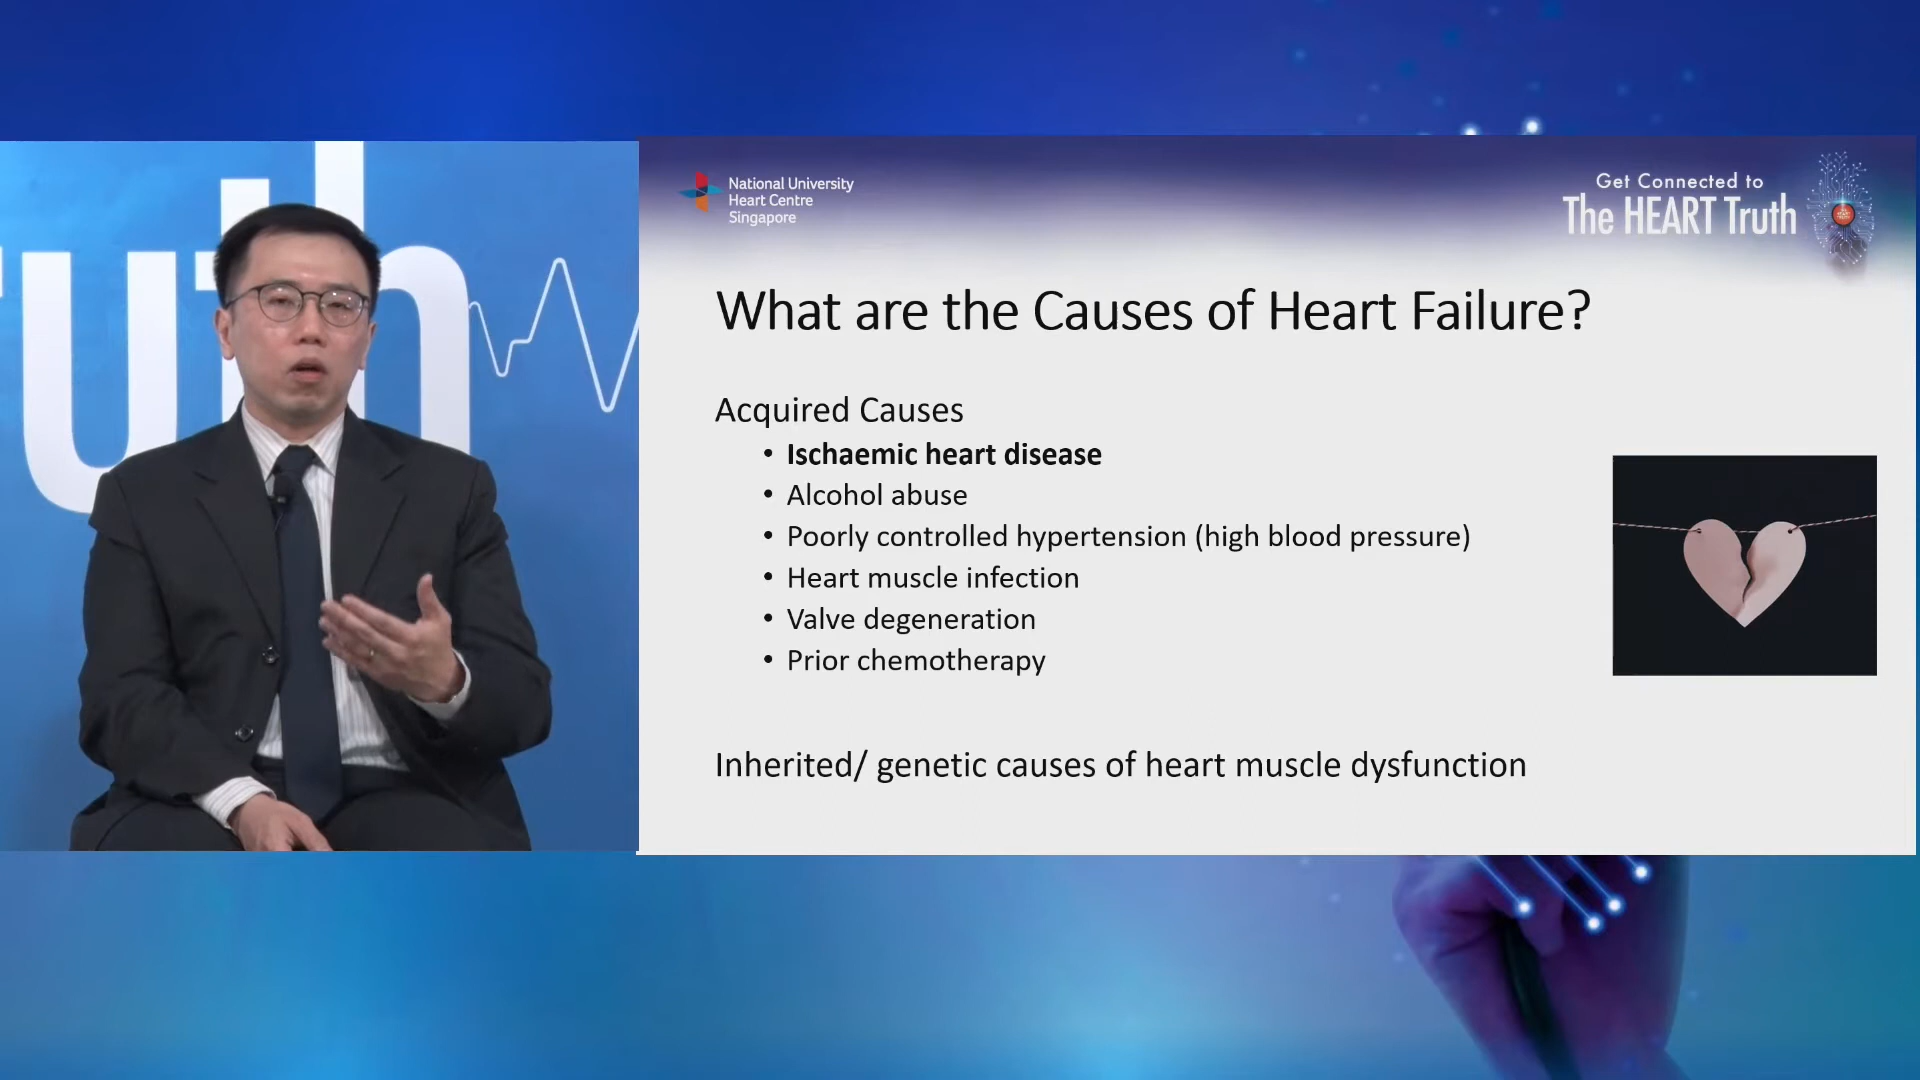 uth
National University
Heart Centre
Singapore
Get Connected to
The HEART Truth
What are the Causes of Heart Failure?
Acquired Causes
• Ischaemic heart disease
• Alcohol abuse
• Poorly controlled hypertension (high blood pressure)
• Heart muscle infection
• Valve degeneration
• Prior chemotherapy
Inherited/ genetic causes of heart muscle dysfunction